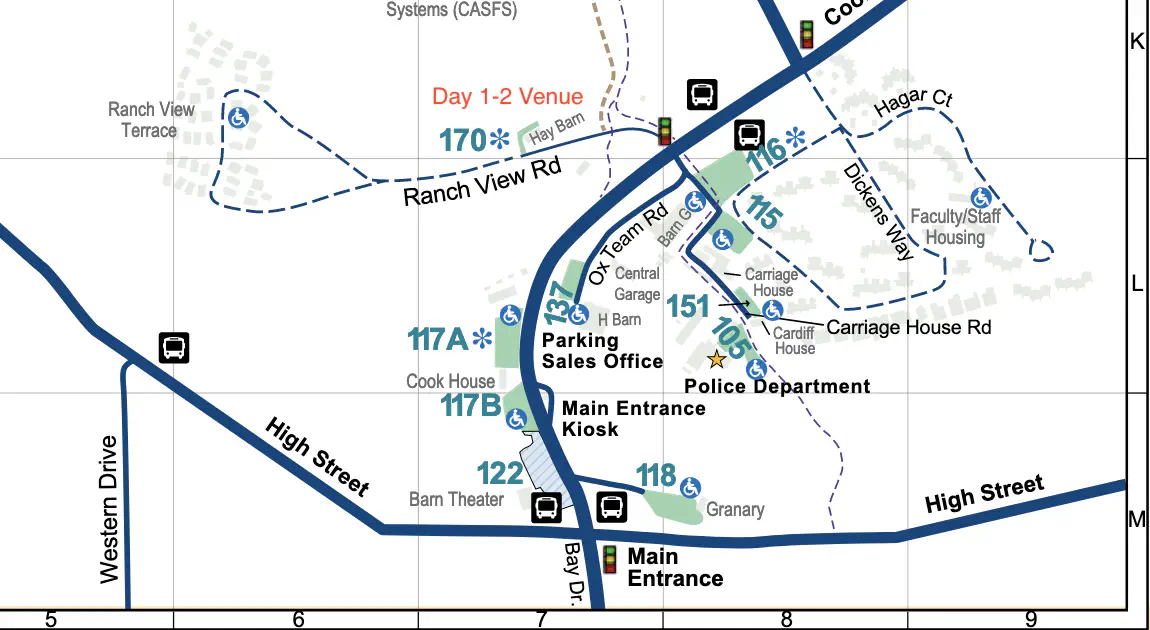 Systems (CASFS)
Coo
K
Day 1-2 Venue
Ranch View
Terrace
170*
Hay Barn
Hagar Ct
116*
Ranch View Rd
Dickens Way
115
Ox Team Rd
Barn G
Faculty/Staff
Housing
Central
Garage
Carriage
House
L
137
151
H Barn
Carriage House Rd
117A*
Parking
Sales Office
105
Cardiff
House
Cook House
Police Department
117B
Main Entrance
Kiosk
High Street
Western Drive
122
118
Barn Theater
Granary
High Street
M
Bay Dr.
Main
Entrance
5
6
7
8
9